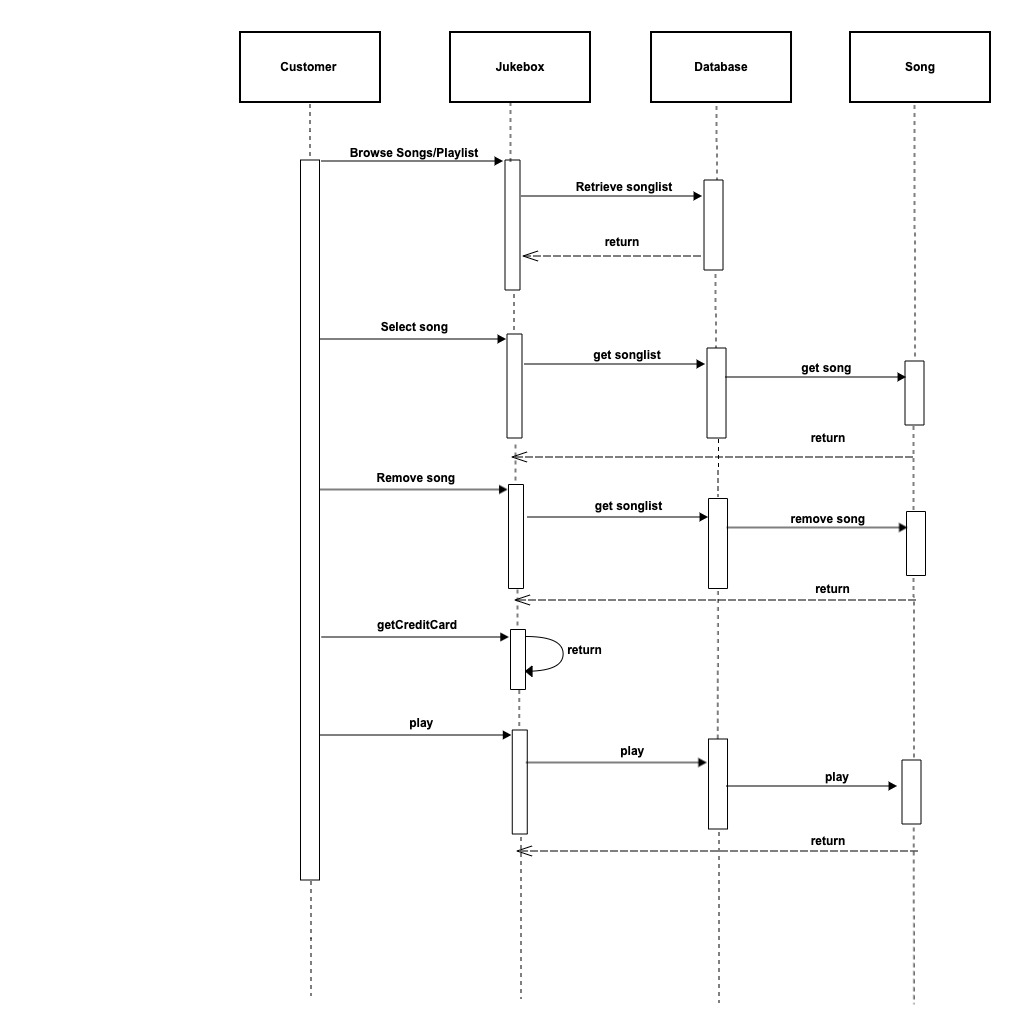 Customer
Jukebox
Database
Song
Browse Songs/Playlist
Retrieve songlist
return
Select song
get songlist
get song
return
Remove song
get songlist
remove song
return
getCreditCard
return
play
play
play
return